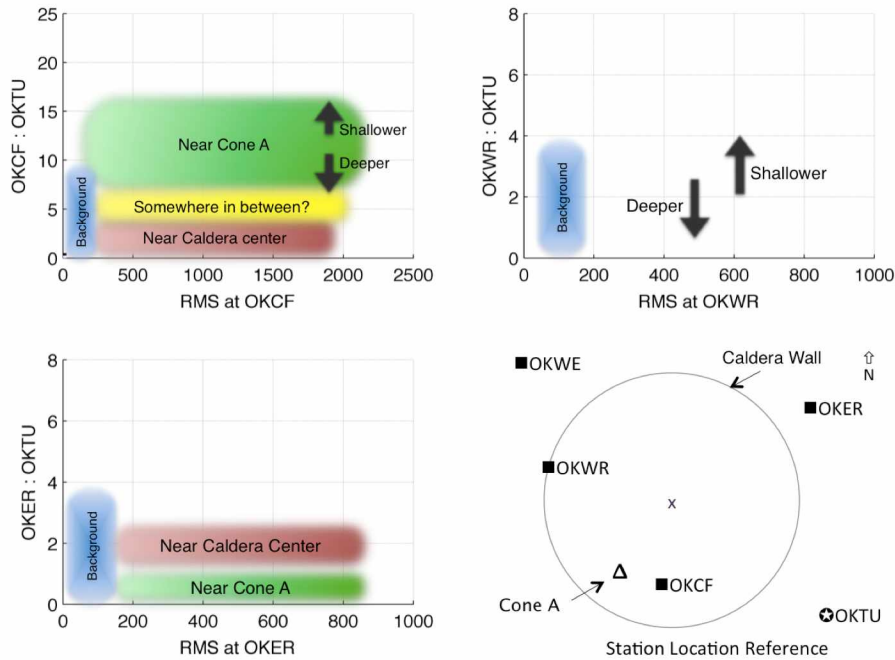 25
20
15
10
5
0
OKCF : OKTU
Near Cone A
Shallower
Deeper
Somewhere in between?
Near Caldera center
Background
0 500 1000 1500 2000 2500
RMS at OKCF
8
6
4
2
0
OKWR : OKTU
Background
Shallower
Deeper
0 200 400 600 800 1000
RMS at OKWR
8
6
4
2
0
OKER : OKTU
Background
Near Caldera Center
Near Cone A
0 200 400 600 800 1000
RMS at OKER
Caldera Wall
N
OKWE
OKER
OKWR
x
OKCF
Cone A
OKTU
Station Location Reference